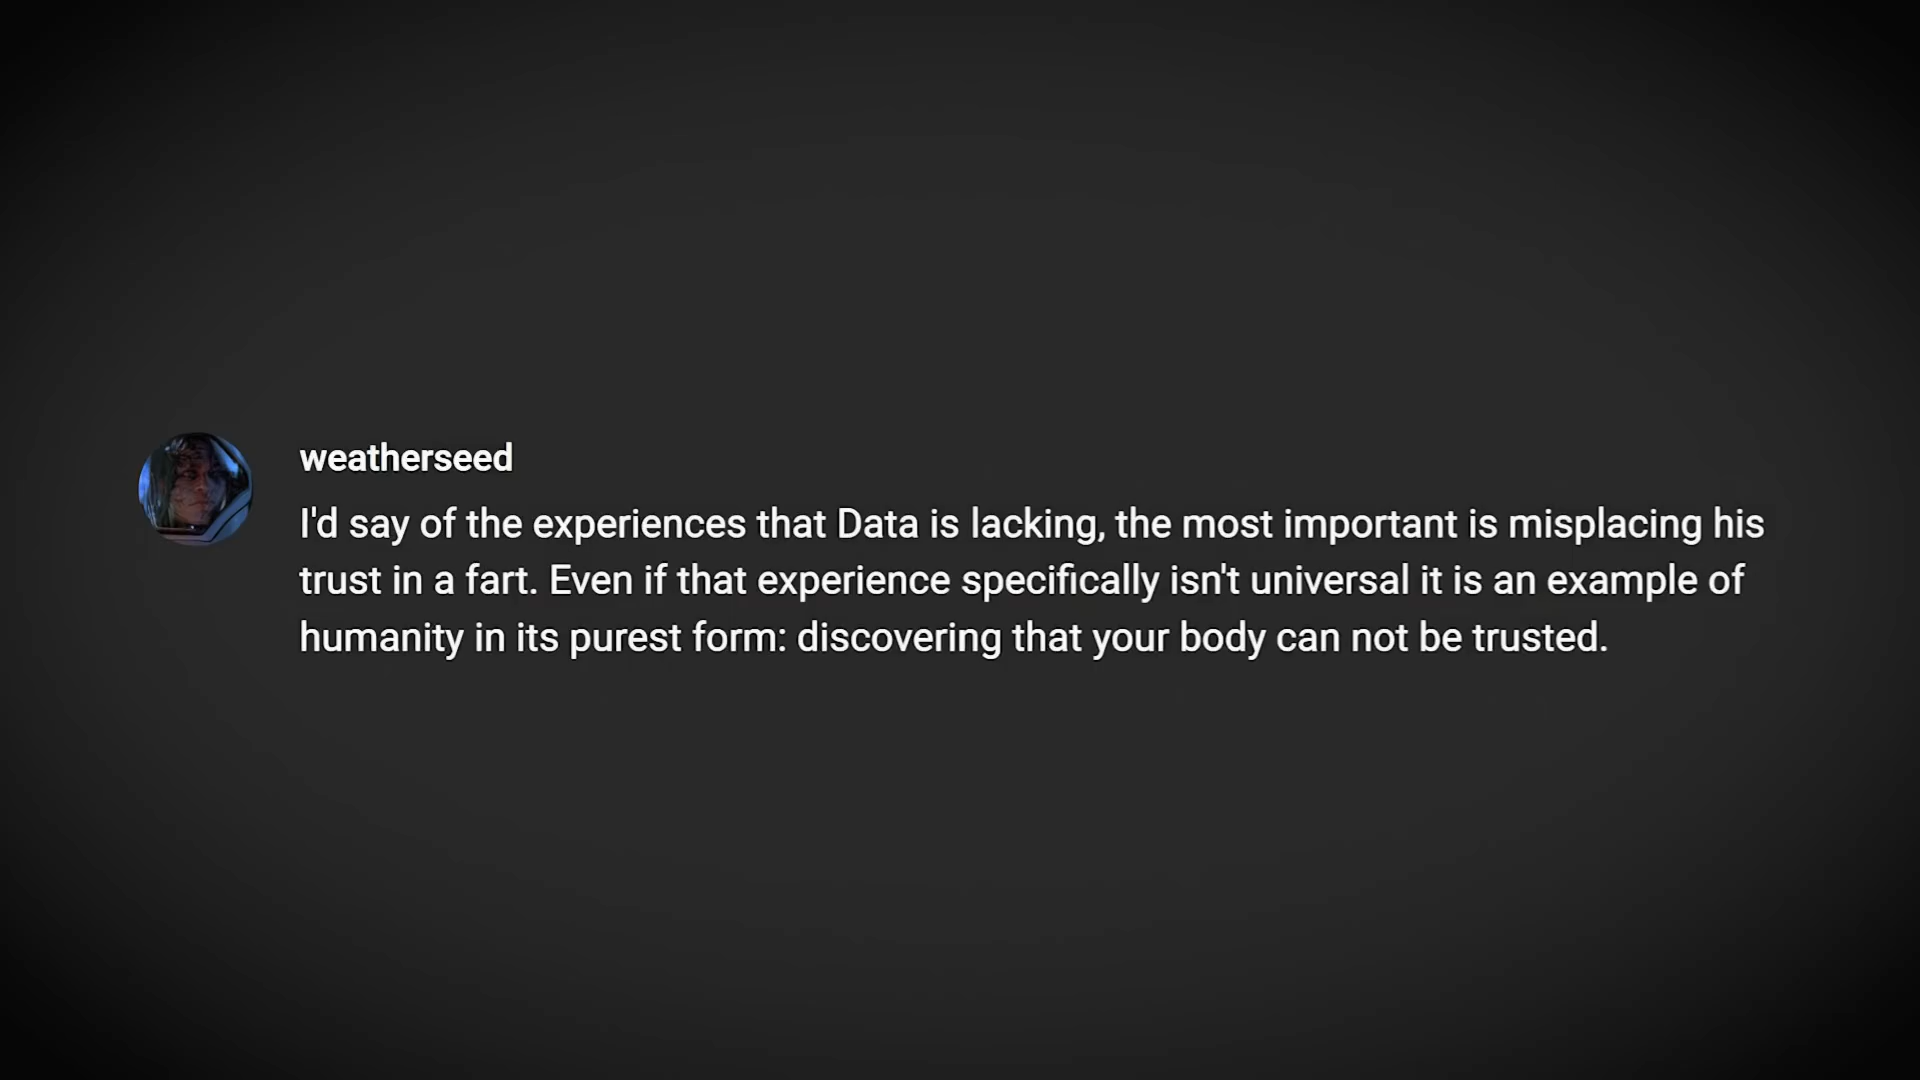 weatherseed
I'd say of the experiences that Data is lacking, the most important is misplacing his
trust in a fart. Even if that experience specifically isn't universal it is an example of
humanity in its purest form: discovering that your body can not be trusted.